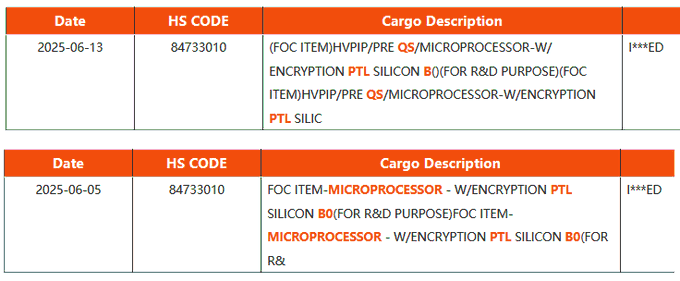 Date HS CODE Cargo Description
2025-06-13 84733010 (FOC ITEM)HVPIP/PRE QS/MICROPROCESSOR-W/ I***ED
ENCRYPTION PTL SILICON B()(FOR R&D PURPOSE)(FOC
ITEM)HVPIP/PRE QS/MICROPROCESSOR-W/ENCRYPTION
PTL SILIC
Date HS CODE Cargo Description
2025-06-05 84733010 FOC ITEM-MICROPROCESSOR - W/ENCRYPTION PTL I***ED
SILICON B0(FOR R&D PURPOSE)FOC ITEM-
MICROPROCESSOR - W/ENCRYPTION PTL SILICON B0(FOR
R&